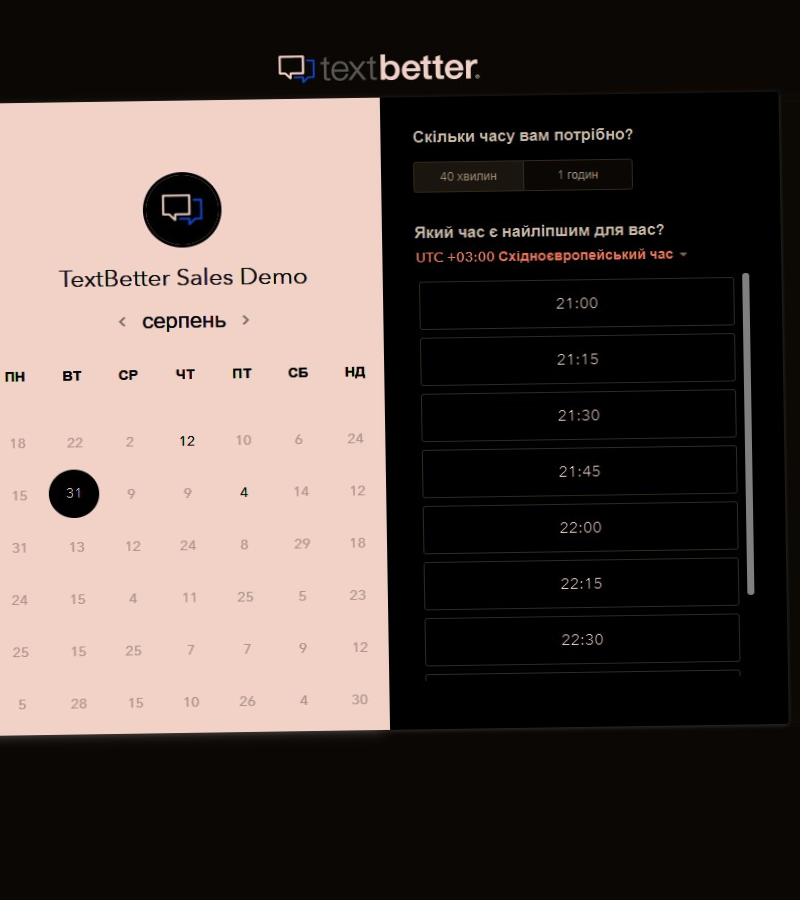 textbetter.
TextBetter Sales Demo
серпень
ПН ВТ СР ЧТ ПТ СБ НД
18 22 2 12 10 6 24
15 31 9 9 4 14 12
31 13 12 24 8 29 18
24 15 4 11 25 5 23
25 15 25 7 7 9 12
5 28 15 10 26 4 30
Скільки часу вам потрібно?
40 хвилин 1 годин
Який час є найліпшим для вас?
UTC +03:00 Східноєвропейський час
21:00
21:15
21:30
21:45
22:00
22:15
22:30